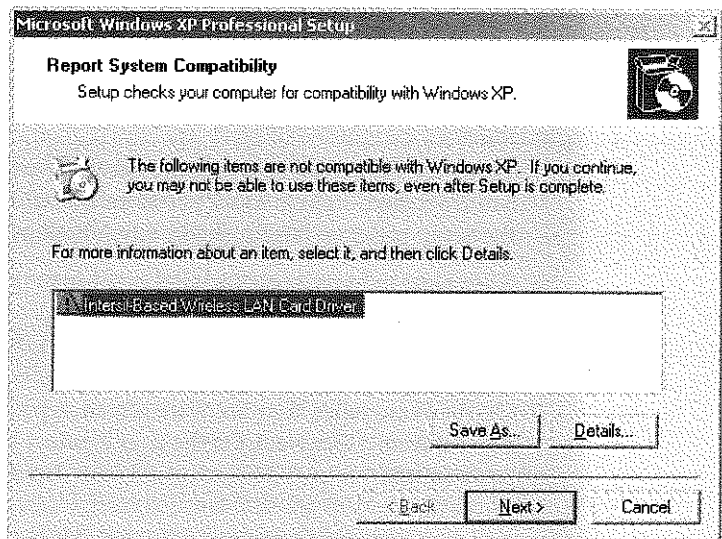 Microsoft Windows XP Professional Setup
Report System Compatibility
Setup checks your computer for compatibility with Windows XP.
The following items are not compatible with Windows XP. If you continue,
you may not be able to use these items, even after Setup is complete.
For more information about an item, select it, and then click Details.
Intersil-Based Wireless LAN Card Driver
Save As...
Details...
< Back
Next >
Cancel